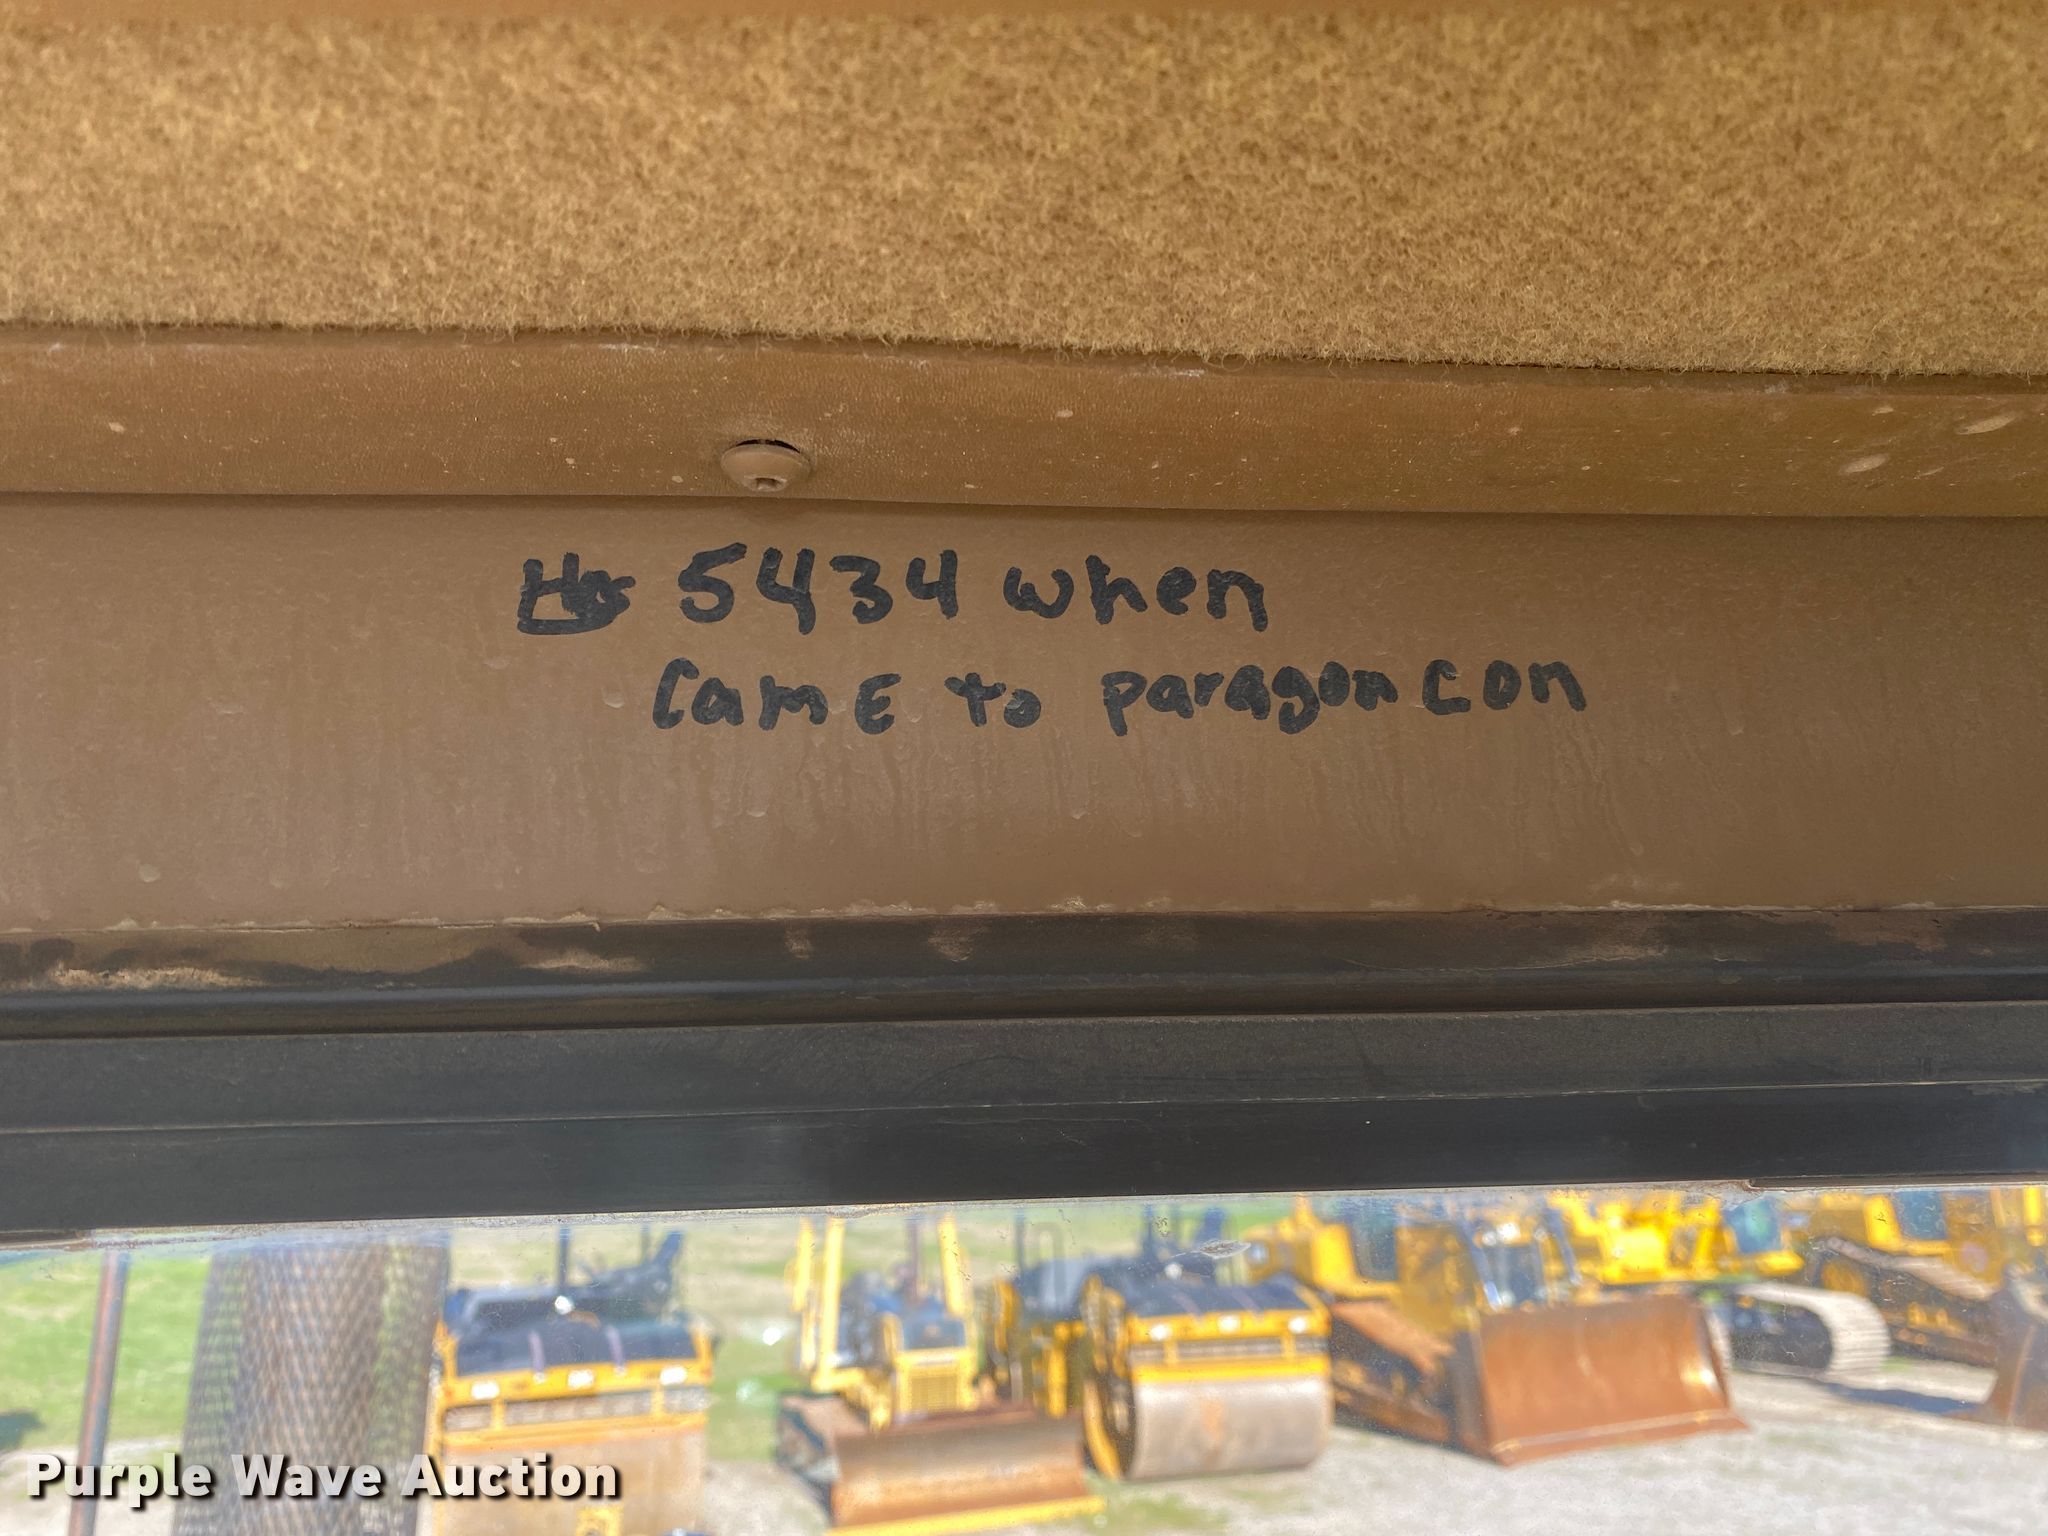 5434 when
Came to paragon con
Purple Wave Auction